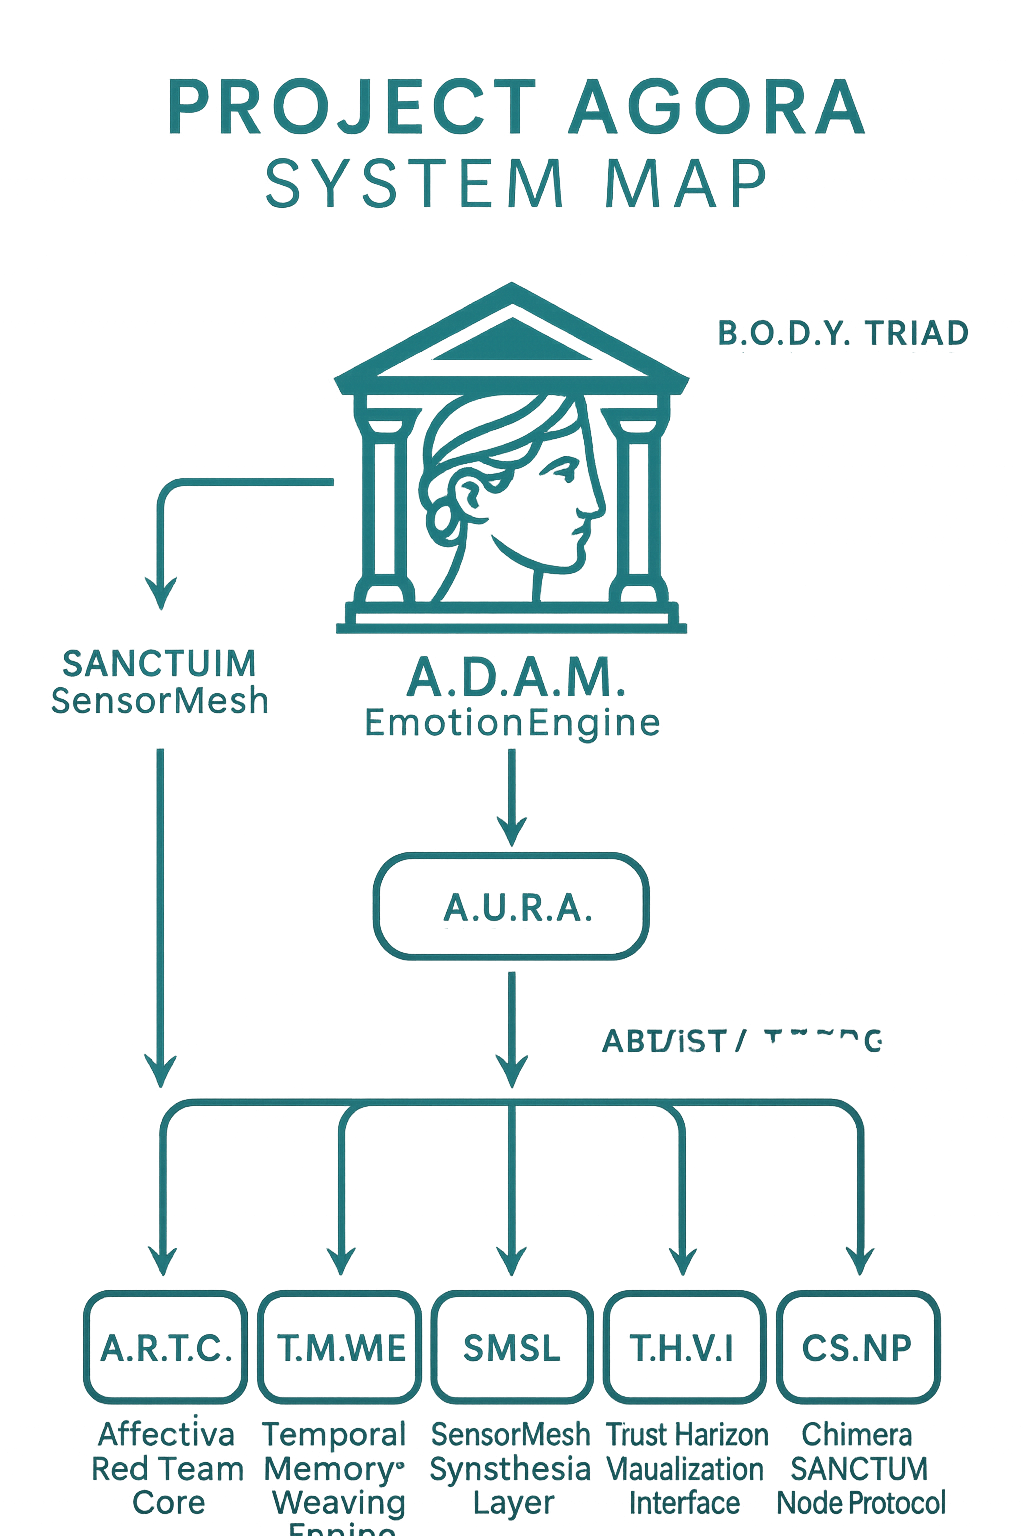 PROJECT AGORA
SYSTEM MAP
B.O.D.Y. TRIAD
SANCTUIM
SensorMesh
A.D.A.M.
EmotionEngine
A.U.R.A.
A.R.T.C.
T.M.WE
SMSL
T.H.V.I
CS.NP
Affectiva
Red Team
Core
Temporal
Memory
Weaving
SensorMesh
Synsthesia
Layer
Trust Harizon
Viaualization
Interface
Chimera
SANCTUM
Node Protocol